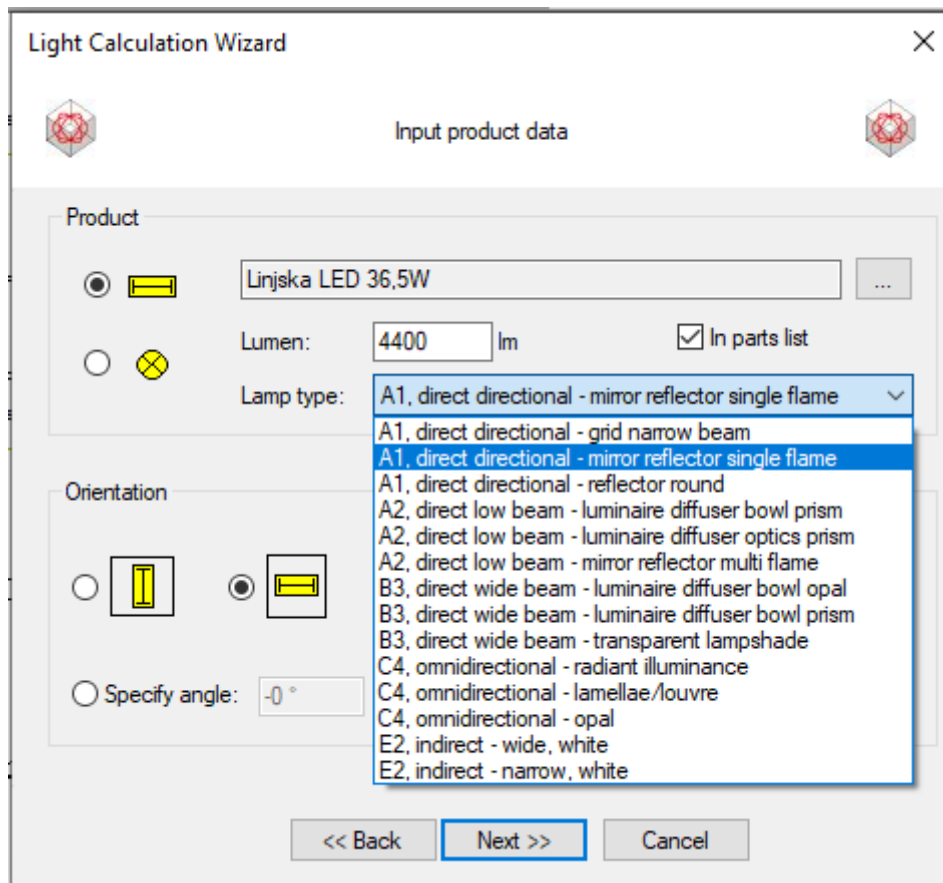 Light Calculation Wizard
Input product data
Product
Linjska LED 36,5W
...
Lumen:
4400
lm
In parts list
Lamp type:
A1, direct directional - mirror reflector single flame
A1, direct directional - grid narrow beam
A1, direct directional - mirror reflector single flame
A1, direct directional - reflector round
A2, direct low beam - luminaire diffuser bowl prism
A2, direct low beam - luminaire diffuser optics prism
A2, direct low beam - mirror reflector multi flame
B3, direct wide beam - luminaire diffuser bowl opal
B3, direct wide beam - luminaire diffuser bowl prism
B3, direct wide beam - transparent lampshade
C4, omnidirectional - radiant illuminance
C4, omnidirectional - lamellae/louvre
C4, omnidirectional - opal
E2, indirect - wide, white
E2, indirect - narrow, white
Orientation
Specify angle:
-0 °
<< Back
Next >>
Cancel